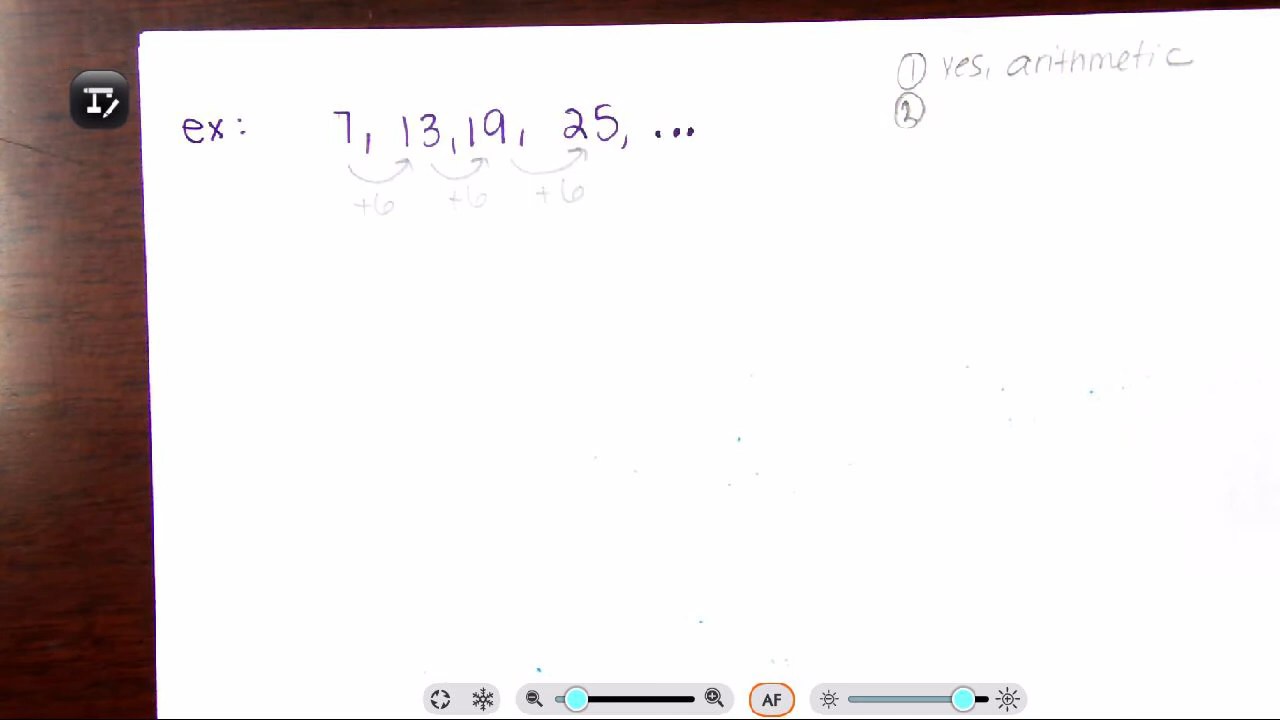 ① yes, arithmetic
②
ex: 7, 13, 19, 25, ...
+6 +6 +6
AF